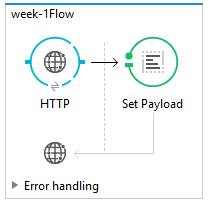 week-1Flow
HTTP
Set Payload
Error handling